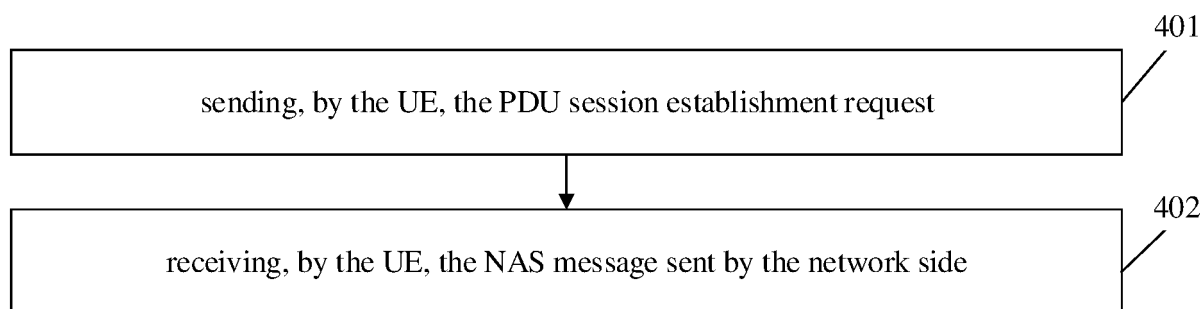 401
sending, by the UE, the PDU session establishment request
402
receiving, by the UE, the NAS message sent by the network side